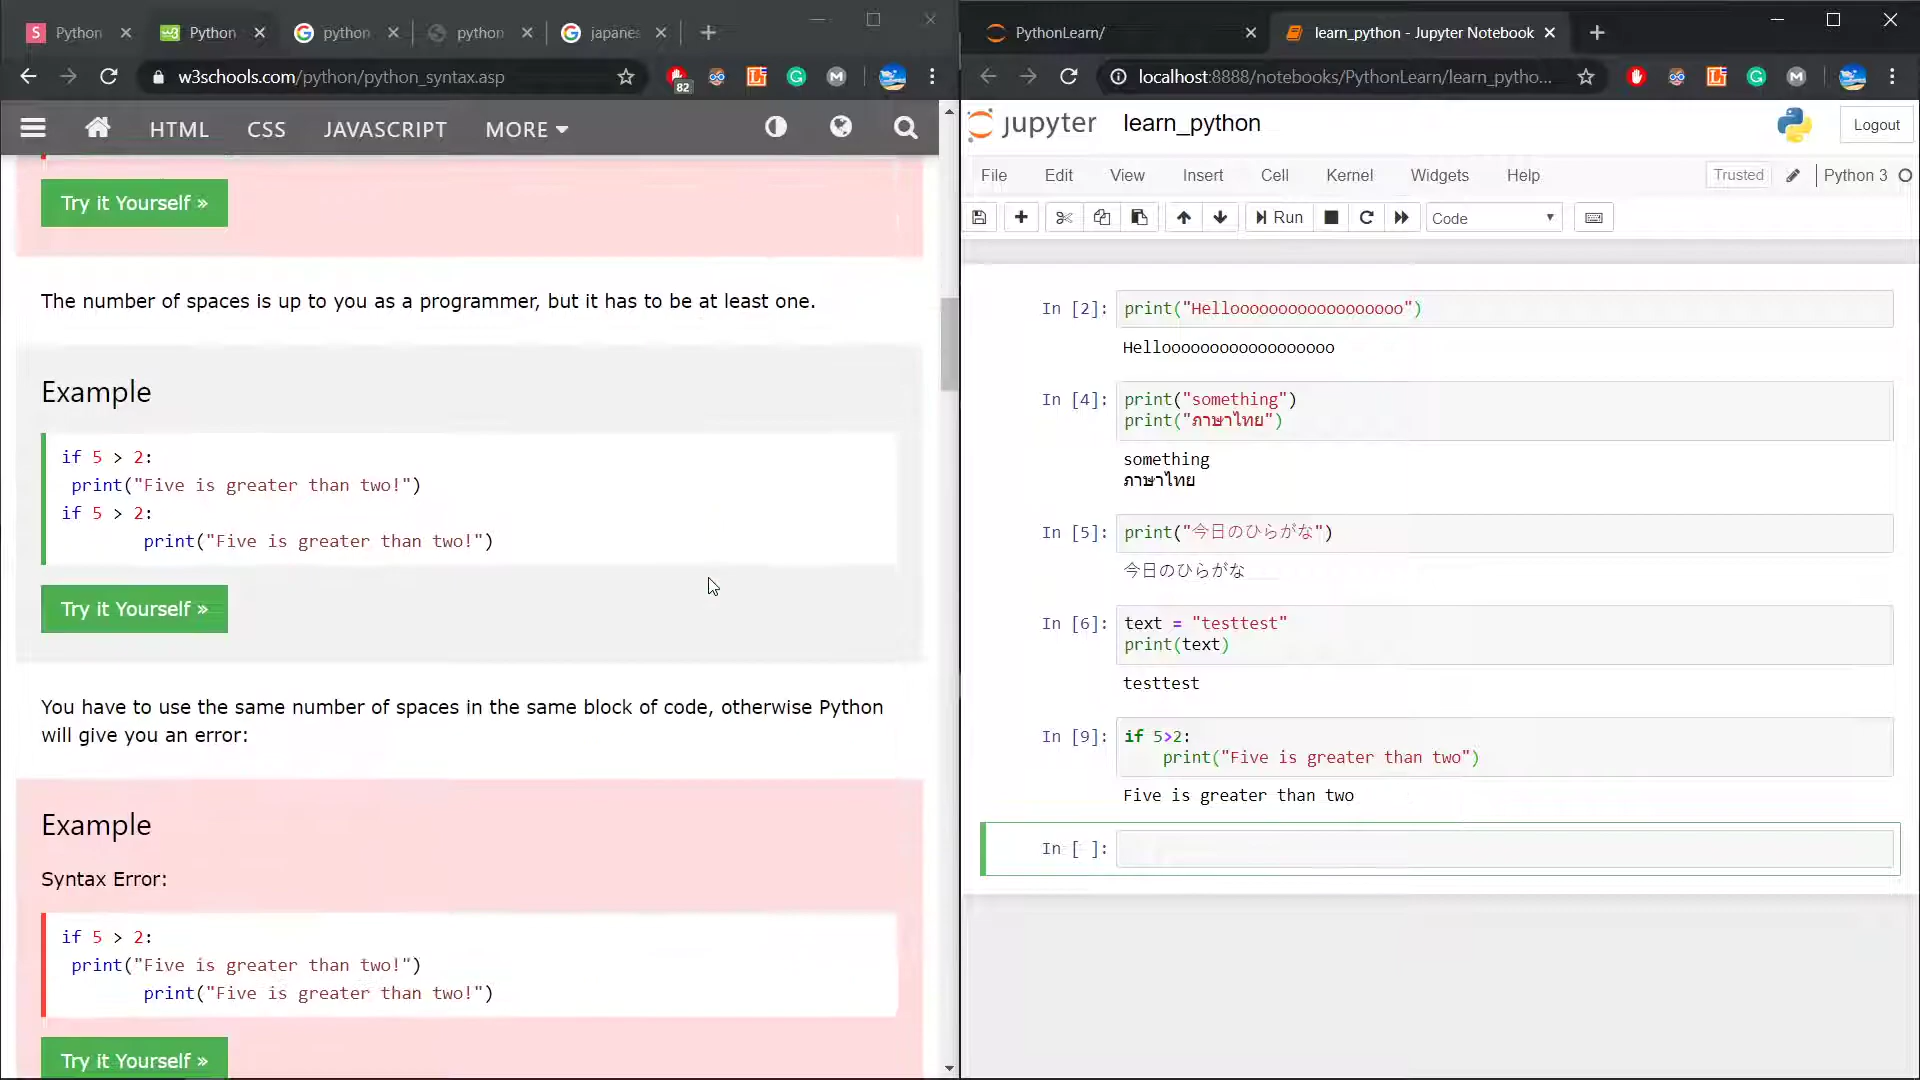 Python
Python
python
python
japanes
w3schools.com/python/python_syntax.asp
82
HTML CSS JAVASCRIPT MORE
Try it Yourself »
The number of spaces is up to you as a programmer, but it has to be at least one.
Example
if 5 > 2:
 print("Five is greater than two!")
if 5 > 2:
        print("Five is greater than two!")
Try it Yourself »
You have to use the same number of spaces in the same block of code, otherwise Python
will give you an error:
Example
Syntax Error:
if 5 > 2:
 print("Five is greater than two!")
        print("Five is greater than two!")
Try it Yourself »
PythonLearn/
learn_python - Jupyter Notebook
localhost:8888/notebooks/PythonLearn/learn_pytho...
jupyter learn_python
Logout
File Edit View Insert Cell Kernel Widgets Help
Trusted Python 3
Run Code
In [2]: print("Helloooooooooooooooooo")
Helloooooooooooooooooo
In [4]: print("something")
print("ภาษาไทย")
something
ภาษาไทย
In [5]: print("今日のひらがな")
今日のひらがな
In [6]: text = "testtest"
print(text)
testtest
In [9]: if 5>2:
    print("Five is greater than two")
Five is greater than two
In [ ]: